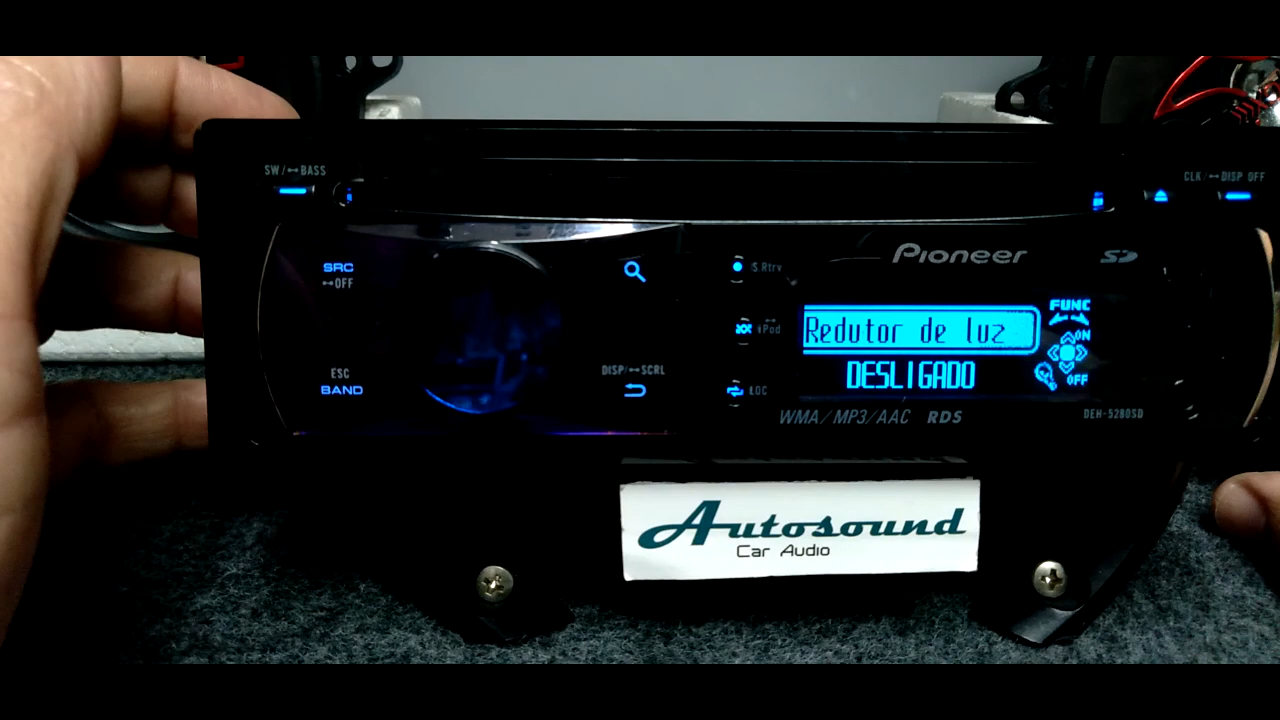 SW/⊷BASS
CLK/⊷DISP OFF
SRC
⊷OFF
S.Rtrv
Pioneer
SD
iPod
Redutor de luz
FUNC
ON
ESC
BAND
DISP/⊷SCRL
LOC
DESLIGADO
OFF
WMA/MP3/AAC RDS
DEH-5280SD
Autosound
Car Audio